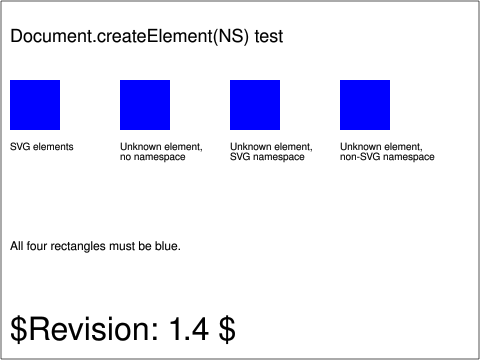 Document.createElement(NS) test
SVG elements
Unknown element,
no namespace
Unknown element,
SVG namespace
Unknown element,
non-SVG namespace
All four rectangles must be blue.
$Revision: 1.4 $